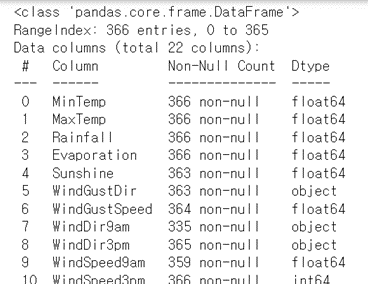 <class 'pandas.core.frame.DataFrame'>
RangeIndex: 366 entries, 0 to 365
Data columns (total 22 columns):
 #   Column         Non-Null Count  Dtype
---  ------         --------------  -----
 0   MinTemp        366 non-null    float64
 1   MaxTemp        366 non-null    float64
 2   Rainfall       366 non-null    float64
 3   Evaporation    366 non-null    float64
 4   Sunshine       363 non-null    float64
 5   WindGustDir    363 non-null    object
 6   WindGustSpeed  364 non-null    float64
 7   WindDir9am     335 non-null    object
 8   WindDir3pm     365 non-null    object
 9   WindSpeed9am   359 non-null    float64
 10  WindSpeed3pm   366 non-null    int64